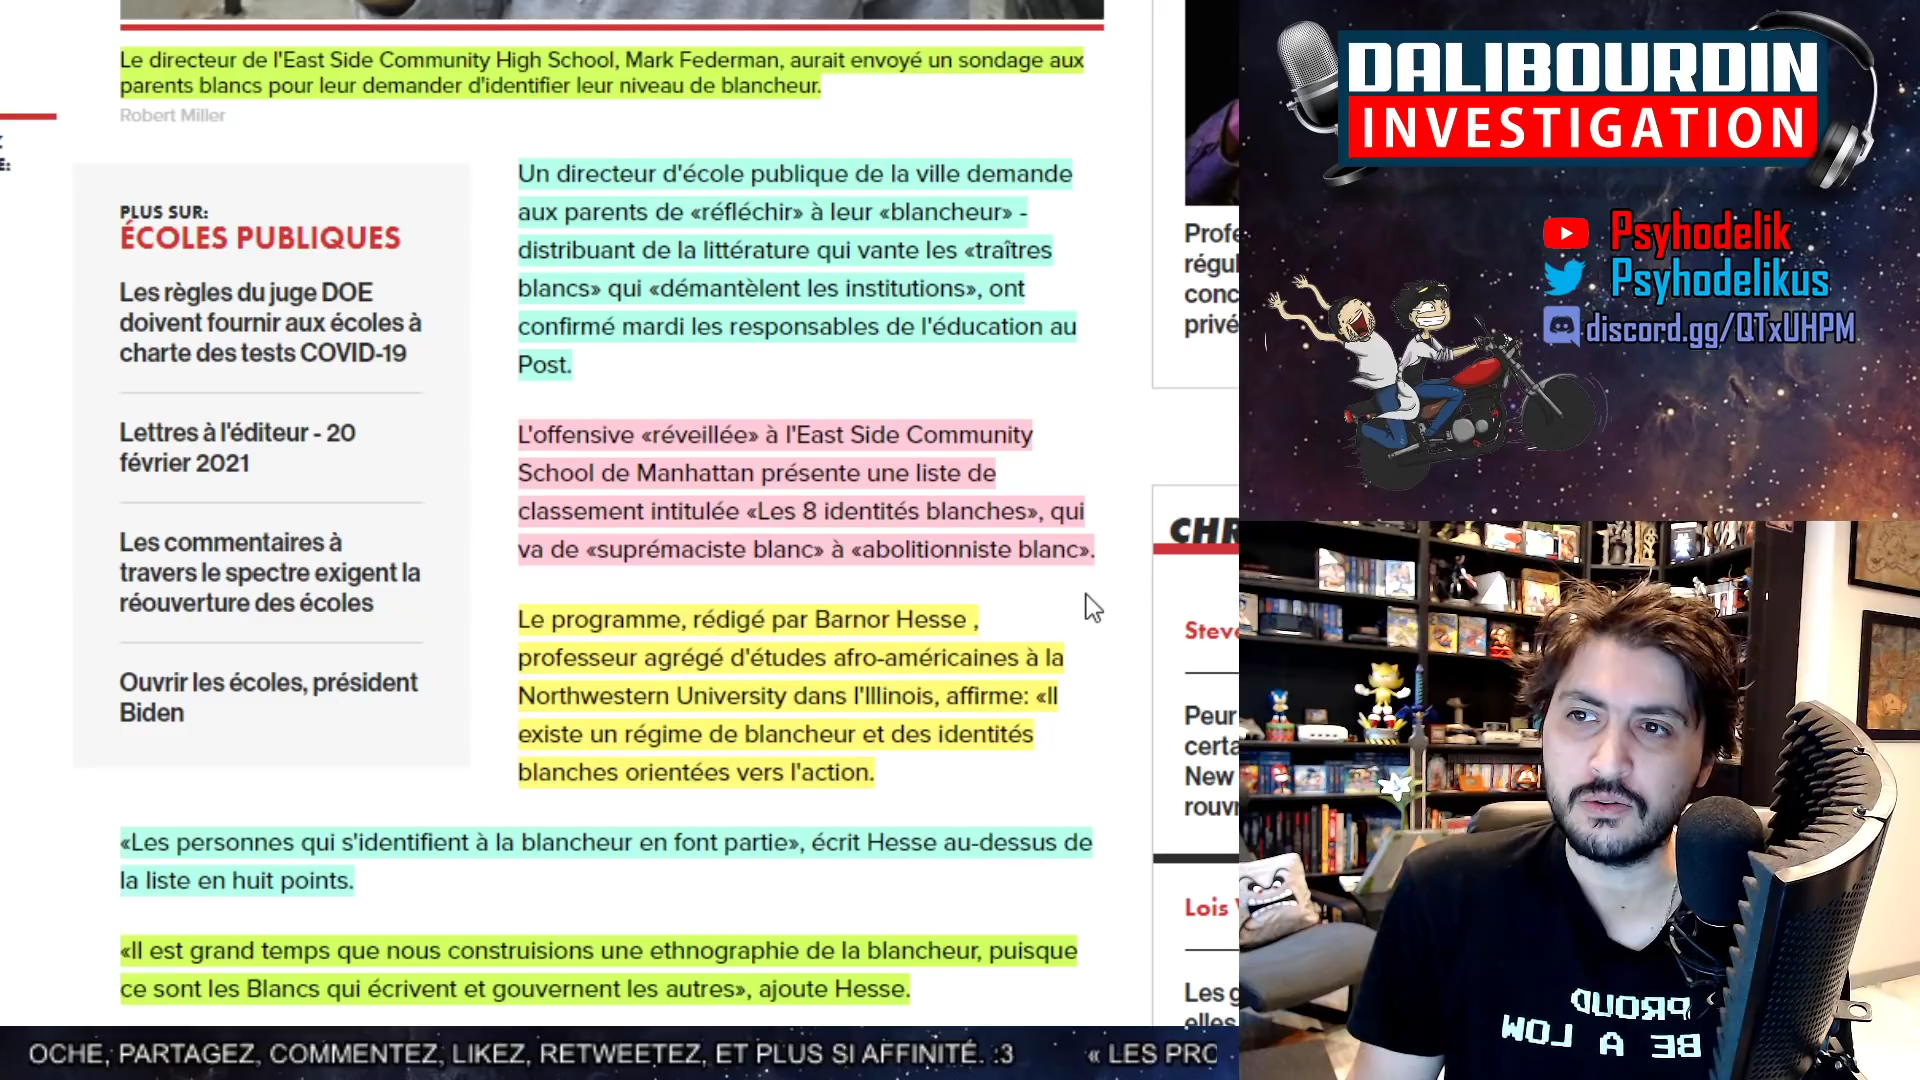 Le directeur de l'East Side Community High School, Mark Federman, aurait envoyé un sondage aux
parents blancs pour leur demander d'identifier leur niveau de blancheur.
Robert Miller
PLUS SUR:
ÉCOLES PUBLIQUES
Les règles du juge DOE
doivent fournir aux écoles à
charte des tests COVID-19
Lettres à l'éditeur - 20
février 2021
Les commentaires à
travers le spectre exigent la
réouverture des écoles
Ouvrir les écoles, président
Biden
Un directeur d'école publique de la ville demande
aux parents de «réfléchir» à leur «blancheur» -
distribuant de la littérature qui vante les «traîtres
blancs» qui «démantèlent les institutions», ont
confirmé mardi les responsables de l'éducation au
Post.
L'offensive «réveillée» à l'East Side Community
School de Manhattan présente une liste de
classement intitulée «Les 8 identités blanches», qui
va de «suprémaciste blanc» à «abolitionniste blanc».
Le programme, rédigé par Barnor Hesse ,
professeur agrégé d'études afro-américaines à la
Northwestern University dans l'Illinois, affirme: «Il
existe un régime de blancheur et des identités
blanches orientées vers l'action.
«Les personnes qui s'identifient à la blancheur en font partie», écrit Hesse au-dessus de
la liste en huit points.
«Il est grand temps que nous construisions une ethnographie de la blancheur, puisque
ce sont les Blancs qui écrivent et gouvernent les autres», ajoute Hesse.
Profe
régul
conc
privé
CHR
Steve
Peur
certa
New
rouvr
Lois
Les g
elles
DALIBOURDIN
INVESTIGATION
Psyhodelik
Psyhodelikus
discord.gg/QTxUHPM
PROUD
BE A LOW
OCHE, PARTAGEZ, COMMENTEZ, LIKEZ, RETWEETEZ, ET PLUS SI AFFINITÉ. :3 « LES PRO